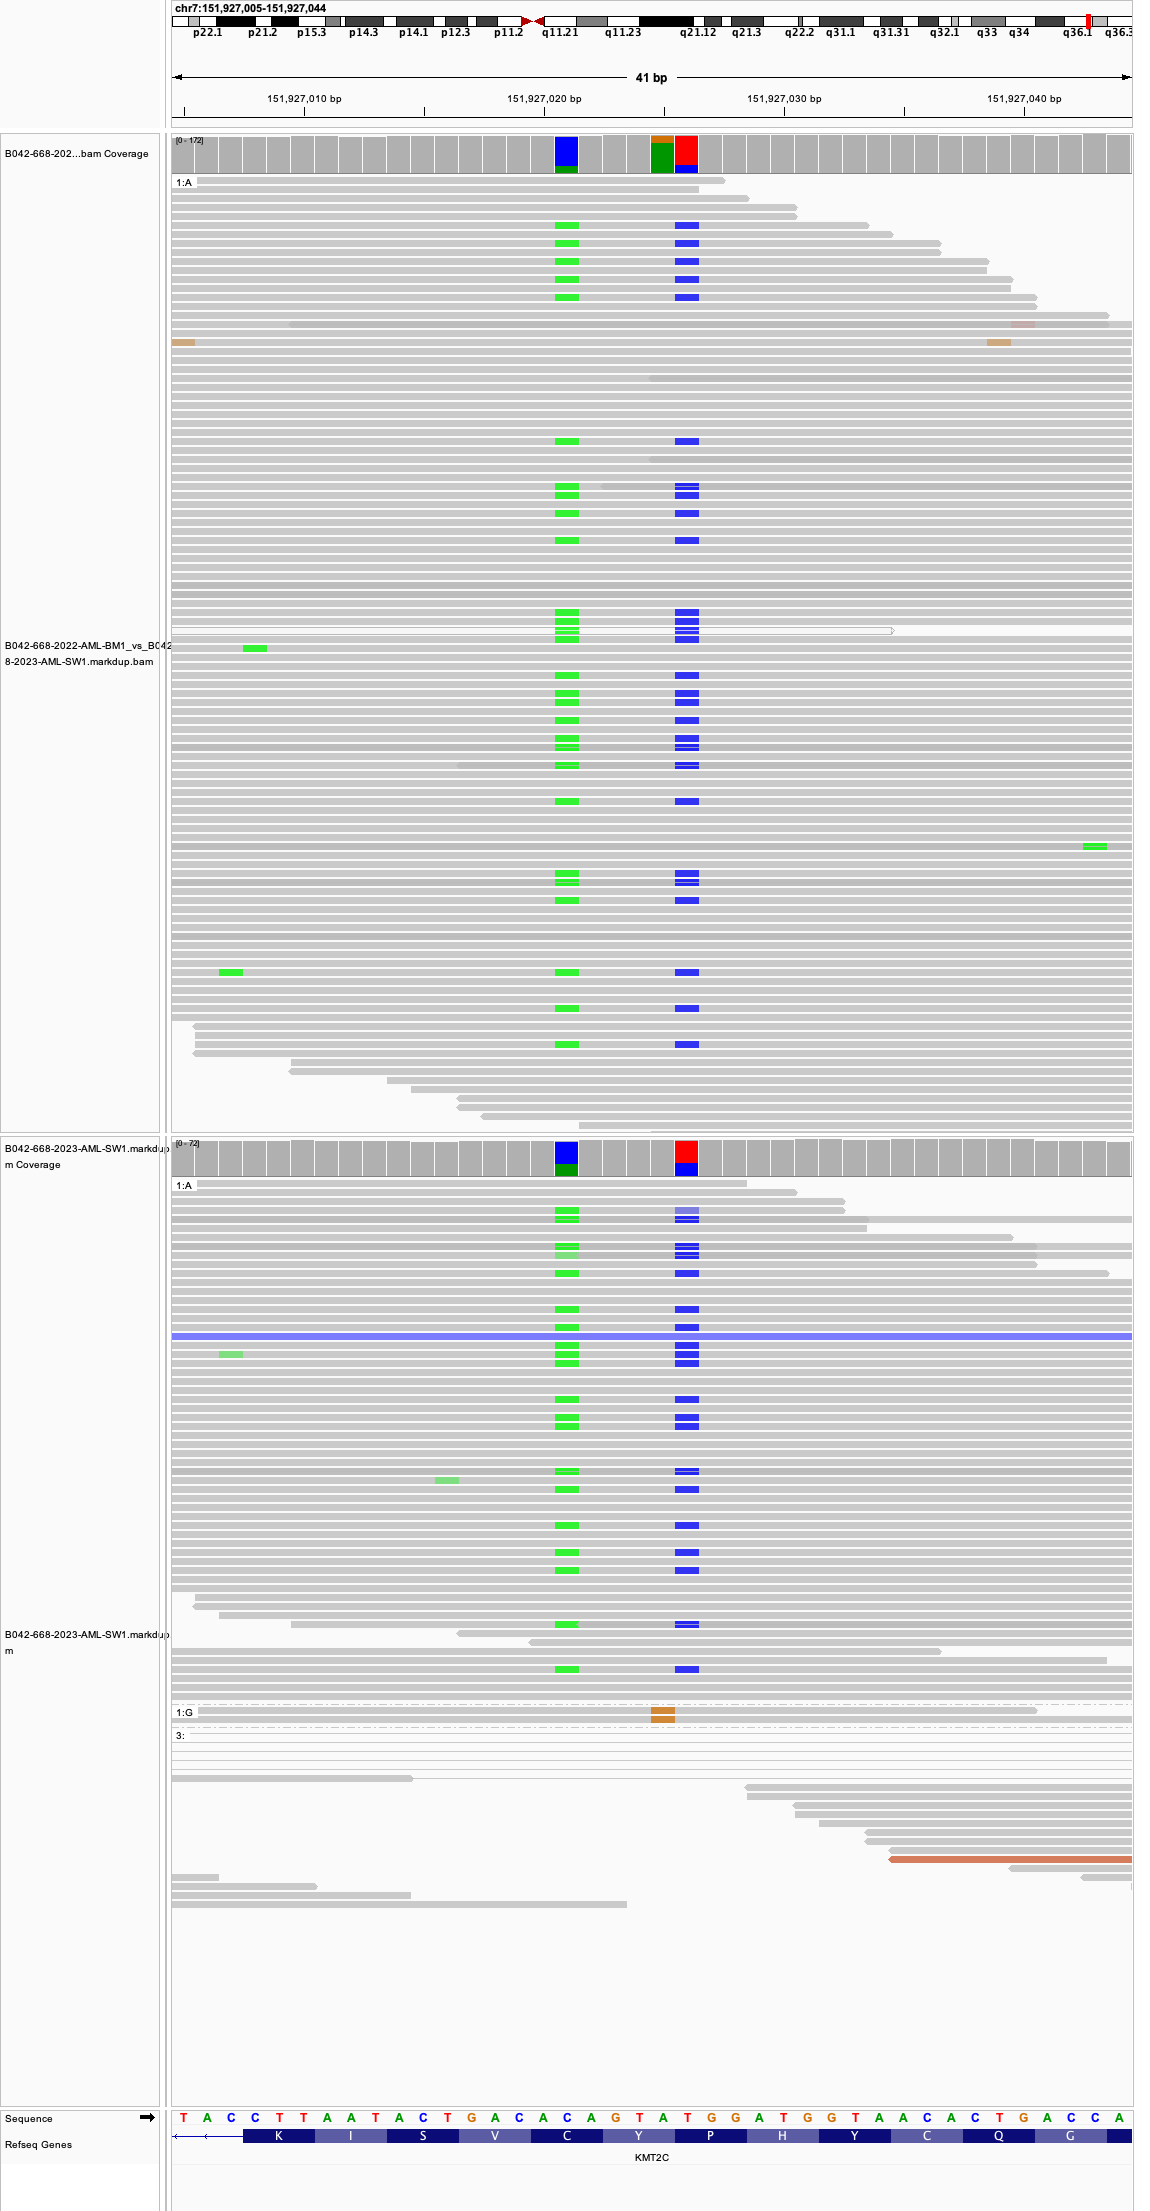 chr7:151,927,005-151,927,044
p22.1 p21.2 p15.3 p14.3 p14.1 p12.3 p11.2 q11.21 q11.23 q21.12 q21.3 q22.2 q31.1 q31.31 q32.1 q33 q34 q36.1 q36.3
41 bp
151,927,010 bp 151,927,020 bp 151,927,030 bp 151,927,040 bp
[0 - 172]
B042-668-202...bam Coverage
1:A
B042-668-2022-AML-BM1_vs_B042
8-2023-AML-SW1.markdup.bam
[0 - 72]
B042-668-2023-AML-SW1.markdup
m Coverage
1:A
B042-668-2023-AML-SW1.markdup
m
1:G
3:
Sequence T A C C T T A A T A C T G A C A C A G T A T G G A T G G T A A C A C T G A C C A
Refseq Genes K I S V C Y P H Y C Q G
KMT2C